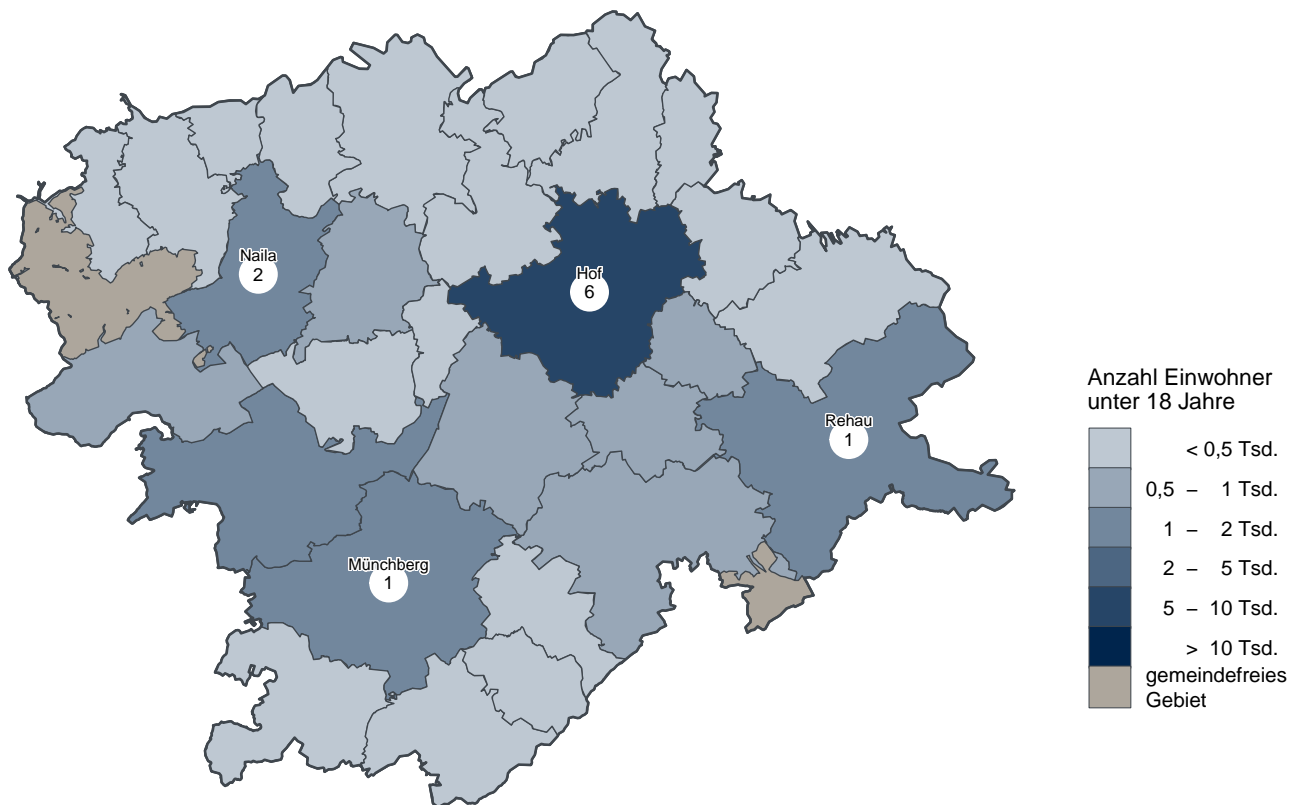 Naila
2
Hof
6
Rehau
1
Münchberg
1
Anzahl Einwohner
unter 18 Jahre
< 0,5 Tsd.
0,5 – 1 Tsd.
1 – 2 Tsd.
2 – 5 Tsd.
5 – 10 Tsd.
> 10 Tsd.
gemeindefreies
Gebiet